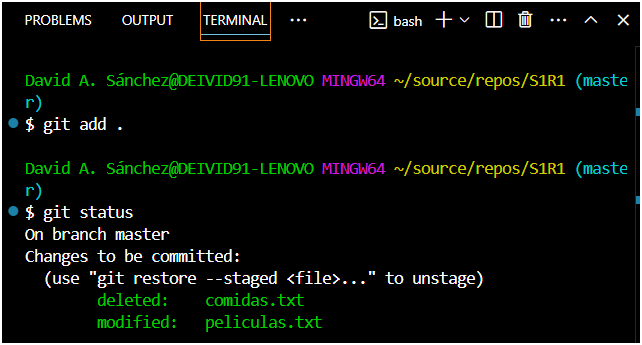 PROBLEMS OUTPUT TERMINAL ... bash
David A. Sánchez@DEIVID91-LENOVO MINGW64 ~/source/repos/S1R1 (maste
r)
$ git add .
David A. Sánchez@DEIVID91-LENOVO MINGW64 ~/source/repos/S1R1 (maste
r)
$ git status
On branch master
Changes to be committed:
  (use "git restore --staged <file>..." to unstage)
        deleted:    comidas.txt
        modified:   peliculas.txt